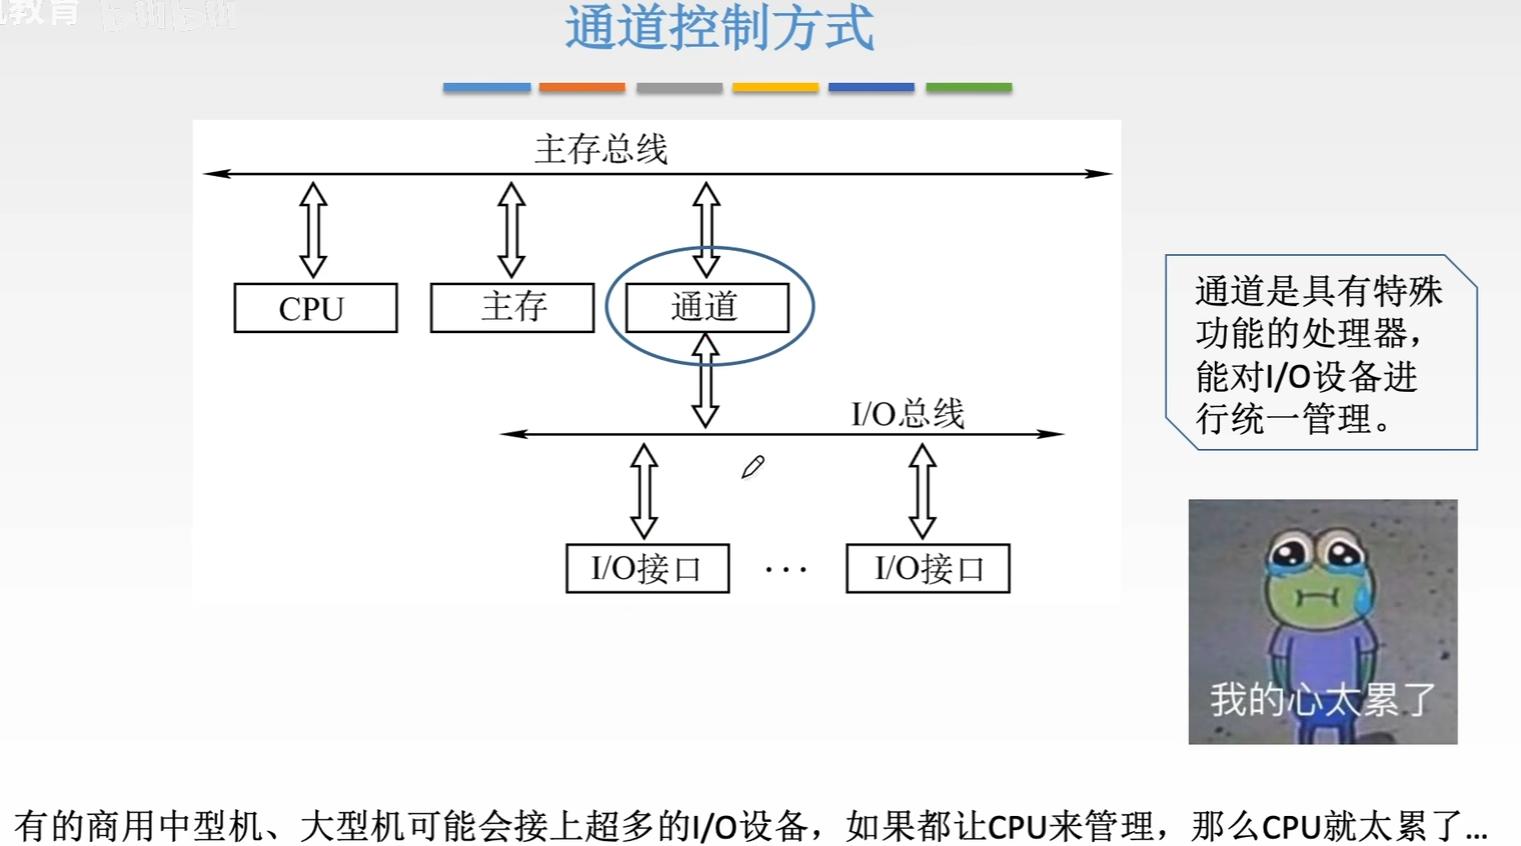 教育 bilibili
通道控制方式
主存总线
CPU
主存
通道
I/O总线
I/O接口
···
I/O接口
通道是具有特殊
功能的处理器，
能对I/O设备进
行统一管理。
我的心太累了
有的商用中型机、大型机可能会接上超多的I/O设备，如果都让CPU来管理，那么CPU就太累了...